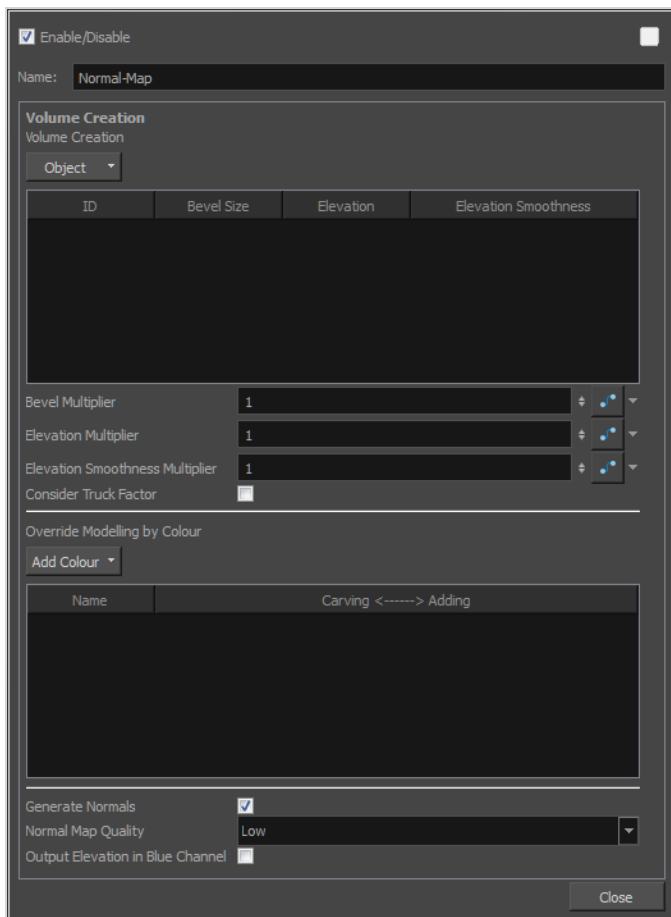 Enable/Disable
Name: Normal-Map
Volume Creation
Volume Creation
Object
ID Bevel Size Elevation Elevation Smoothness
Bevel Multiplier 1
Elevation Multiplier 1
Elevation Smoothness Multiplier 1
Consider Truck Factor
Override Modelling by Colour
Add Colour
Name Carving <------> Adding
Generate Normals
Normal Map Quality Low
Output Elevation in Blue Channel
Close